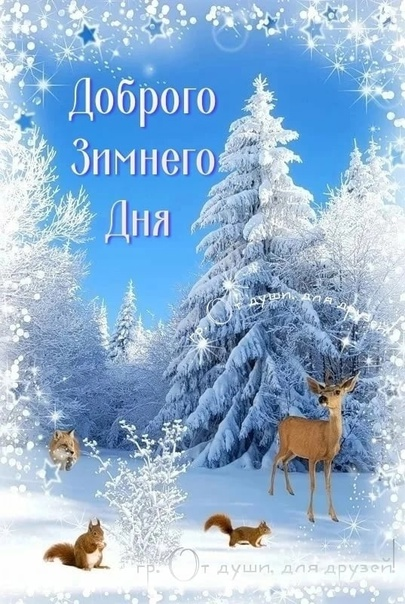 Доброго
Зимнего
Дня
гр. От души, для друзей!
гр. От души, для друзей!